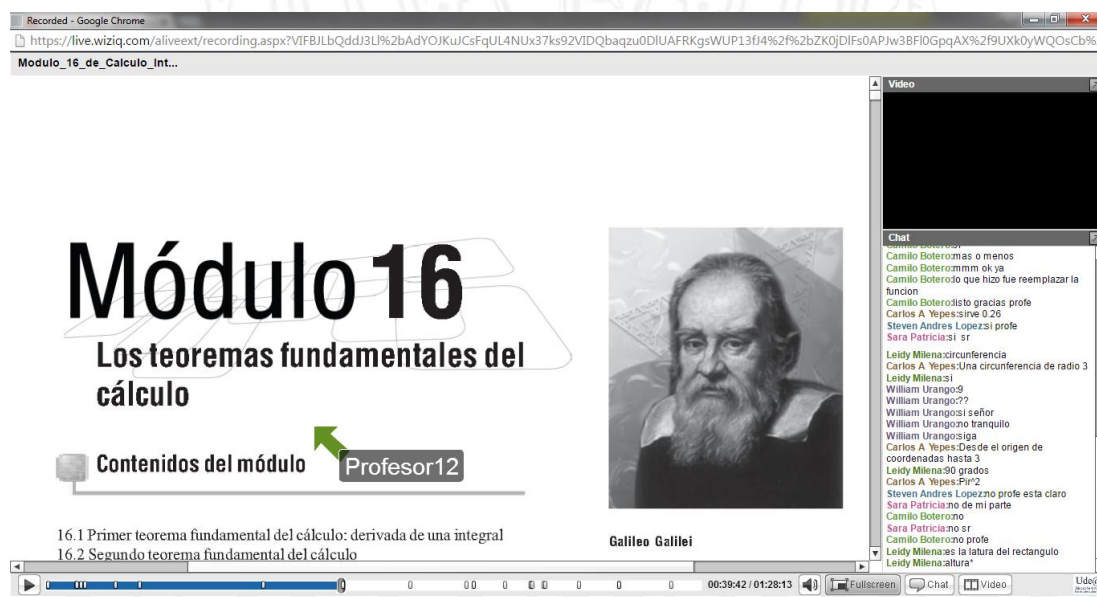 Recorded - Google Chrome
https://live.wiziq.com/aliveext/recording.aspx?
Modulo_16_de_Calculo_Int...
Módulo 16
Los teoremas fundamentales del
cálculo
Contenidos del módulo
Profesor12
16.1 Primer teorema fundamental del cálculo: derivada de una integral
16.2 Segundo teorema fundamental del cálculo
Galileo Galilei
Video
Chat
Camilo Botero:si
Camilo Botero:mas o menos
Camilo Botero:mmm ok ya
Camilo Botero:lo que hizo fue reemplazar la
funcion
Camilo Botero:listo gracias profe
Carlos A Yepes:sirve 0.26
Steven Andres Lopez:si profe
Sara Patricia:si sr
Leidy Milena:circunferencia
Carlos A Yepes:Una circunferencia de radio 3
Leidy Milena:si
William Urango:9
William Urango:??
William Urango:si señor
William Urango:no tranquilo
William Urango:siga
Carlos A Yepes:Desde el origen de
coordenadas hasta 3
Leidy Milena:90 grados
Carlos A Yepes:Pir^2
Steven Andres Lopez:no profe esta claro
Sara Patricia:no de mi parte
Camilo Botero:no
Sara Patricia:no sr
Camilo Botero:no profe
Leidy Milena:es la latura del rectangulo
Leidy Milena:altura*
00:39:42 / 01:28:13
Fullscreen
Chat
Video
Ude@